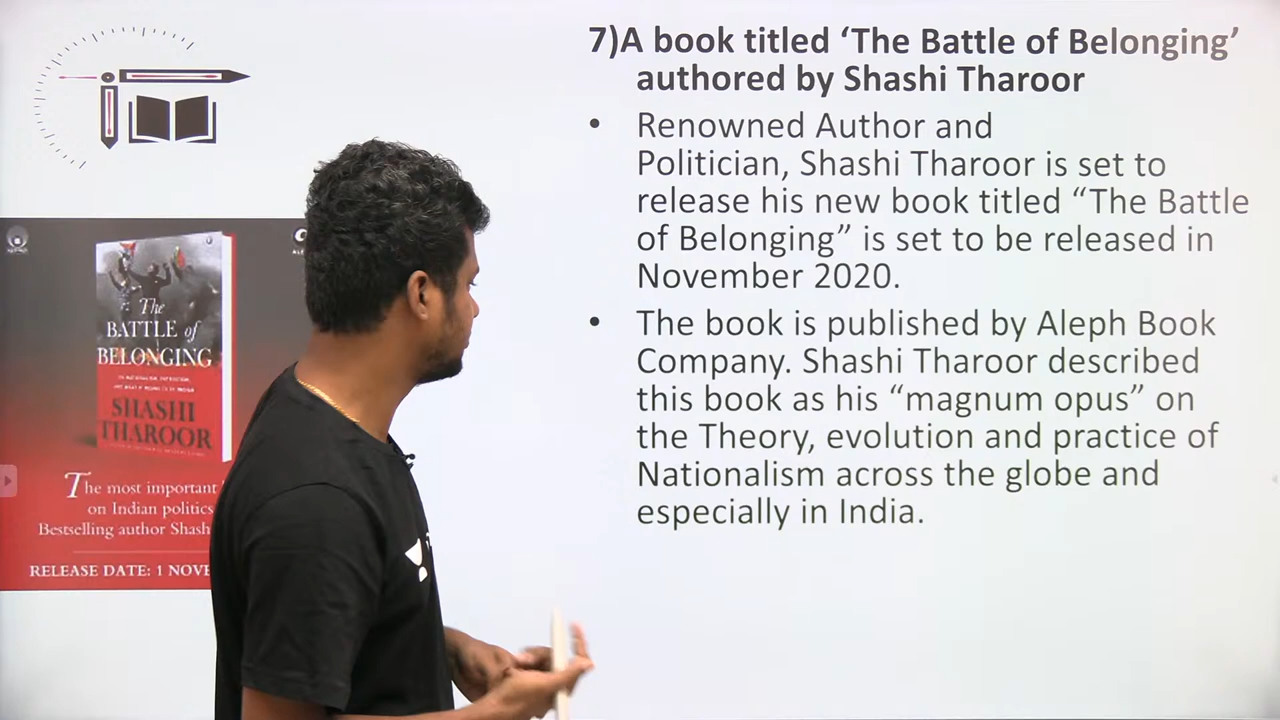 7)A book titled ‘The Battle of Belonging’
authored by Shashi Tharoor
• Renowned Author and
Politician, Shashi Tharoor is set to
release his new book titled “The Battle
of Belonging” is set to be released in
November 2020.
• The book is published by Aleph Book
Company. Shashi Tharoor described
this book as his “magnum opus” on
the Theory, evolution and practice of
Nationalism across the globe and
especially in India.
The
BATTLE of
BELONGING
SHASHI
THAROOR
The most important
on Indian politics
Bestselling author Shash
RELEASE DATE: 1 NOVE